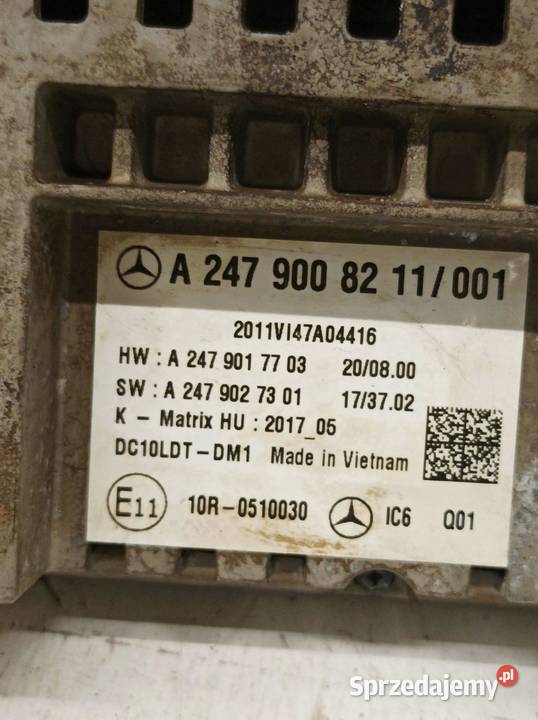 A 247 900 82 11/001
2011VI47A04416
HW : A 247 901 77 03 20/08.00
SW : A 247 902 73 01 17/37.02
K - Matrix HU : 2017_05
DC10LDT-DM1 Made in Vietnam
E11 10R-0510030 IC6 Q01
Sprzedajemy.pl